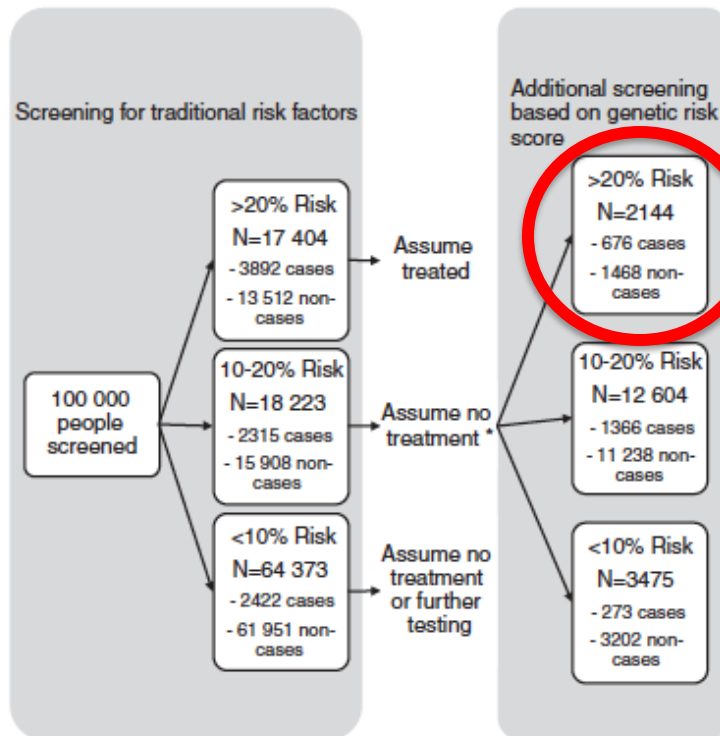 Screening for traditional risk factors
>20% Risk
N=17 404
- 3892 cases
- 13 512 non-
cases
Assume
treated
100 000
people
screened
10-20% Risk
N=18 223
- 2315 cases
- 15 908 non-
cases
Assume no
treatment *
<10% Risk
N=64 373
- 2422 cases
- 61 951 non-
cases
Assume no
treatment
or further
testing
Additional screening
based on genetic risk
score
>20% Risk
N=2144
- 676 cases
- 1468 non-
cases
10-20% Risk
N=12 604
- 1366 cases
- 11 238 non-
cases
<10% Risk
N=3475
- 273 cases
- 3202 non-
cases